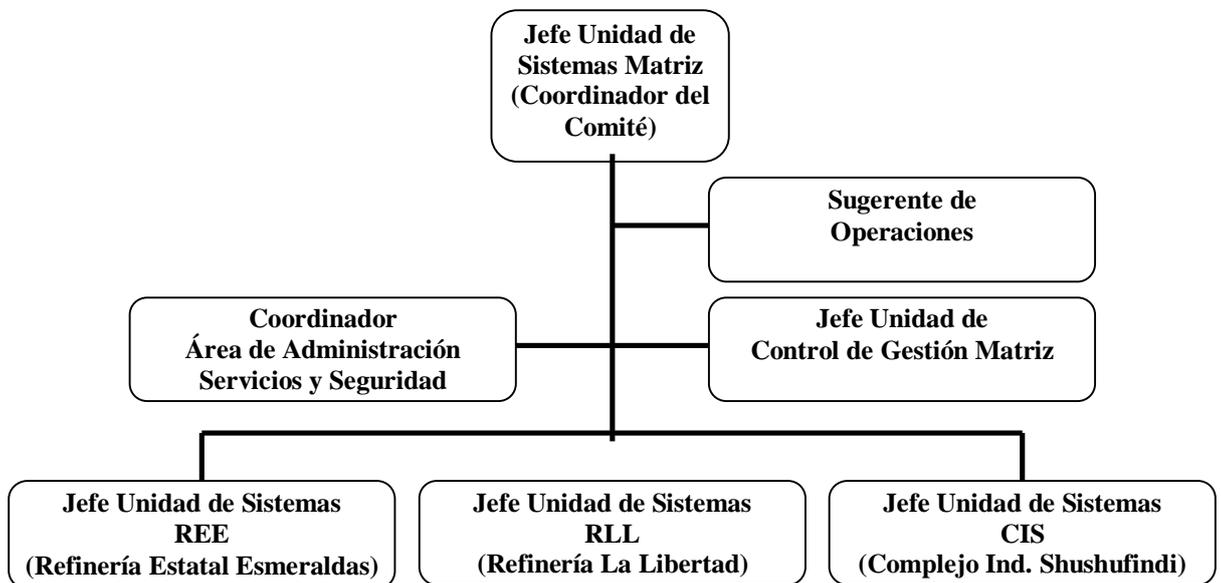 Jefe Unidad de
Sistemas Matriz
(Coordinador del
Comité)
Sugerente de
Operaciones
Coordinador
Área de Administración
Servicios y Seguridad
Jefe Unidad de
Control de Gestión Matriz
Jefe Unidad de Sistemas
REE
(Refinería Estatal Esmeraldas)
Jefe Unidad de Sistemas
RLL
(Refinería La Libertad)
Jefe Unidad de Sistemas
CIS
(Complejo Ind. Shushufindi)